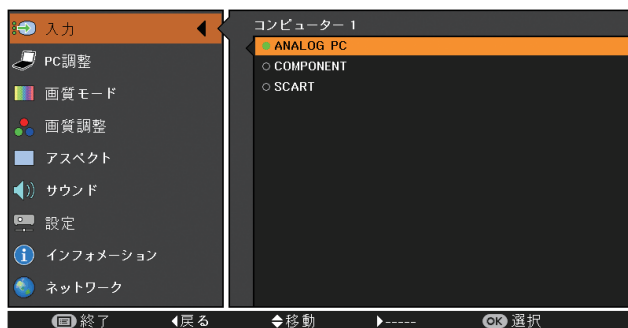 入力
PC調整
画質モード
画質調整
アスペクト
サウンド
設定
インフォメーション
ネットワーク
コンピューター 1
ANALOG PC
COMPONENT
SCART
終了 戻る 移動 ----- OK 選択